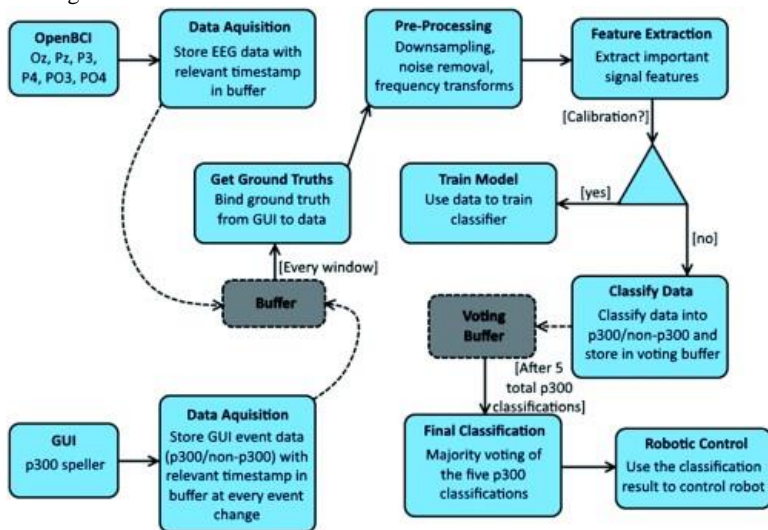 OpenBCI
Oz, Pz, P3,
P4, PO3, PO4
Data Aquisition
Store EEG data with
relevant timestamp
in buffer
Pre-Processing
Downsampling,
noise removal,
frequency transforms
Feature Extraction
Extract important
signal features
[Calibration?]
Get Ground Truths
Bind ground truth
from GUI to data
Train Model
Use data to train
classifier
[yes]
[no]
[Every window]
Buffer
Voting
Buffer
Classify Data
Classify data into
p300/non-p300 and
store in voting buffer
[After 5
total p300
classifications]
GUI
p300 speller
Data Aquisition
Store GUI event data
(p300/non-p300) with
relevant timestamp in
buffer at every event
change
Final Classification
Majority voting
of the five p300
classifications
Robotic Control
Use the classification
result to control robot